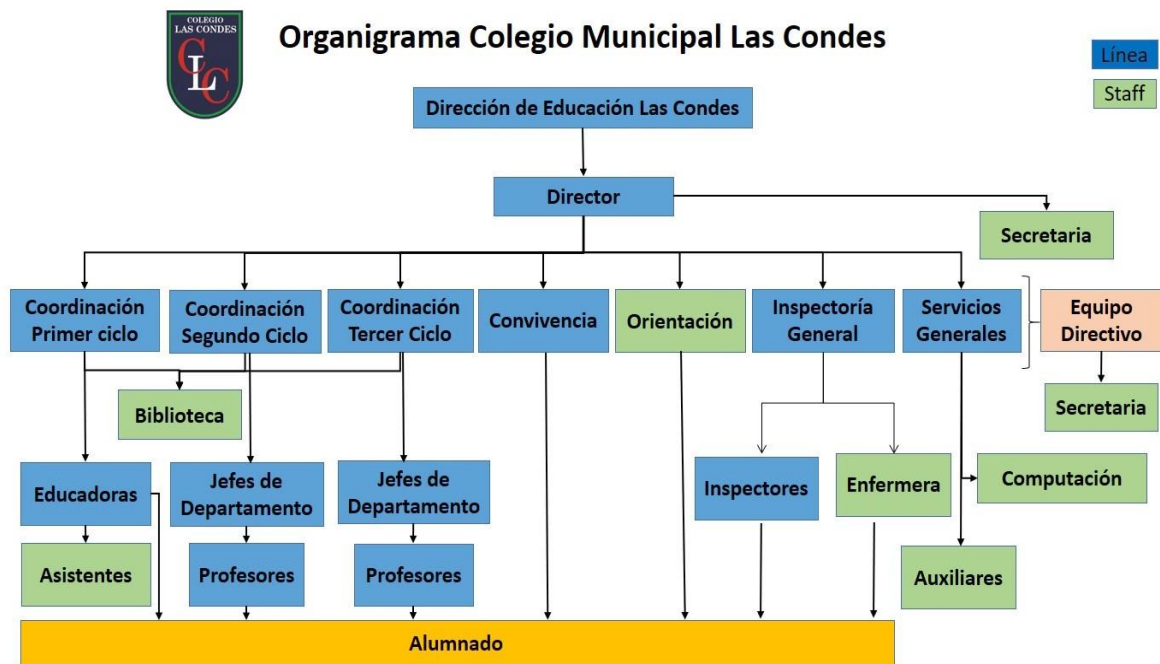 COLEGIO
LAS CONDES
CLC
Organigrama Colegio Municipal Las Condes
Línea
Staff
Dirección de Educación Las Condes
Director
Secretaria
Coordinación
Primer ciclo
Coordinación
Segundo Ciclo
Coordinación
Tercer Ciclo
Convivencia
Orientación
Inspectoría
General
Servicios
Generales
Equipo
Directivo
Biblioteca
Secretaria
Educadoras
Jefes de
Departamento
Jefes de
Departamento
Inspectores
Enfermera
Computación
Asistentes
Profesores
Profesores
Auxiliares
Alumnado